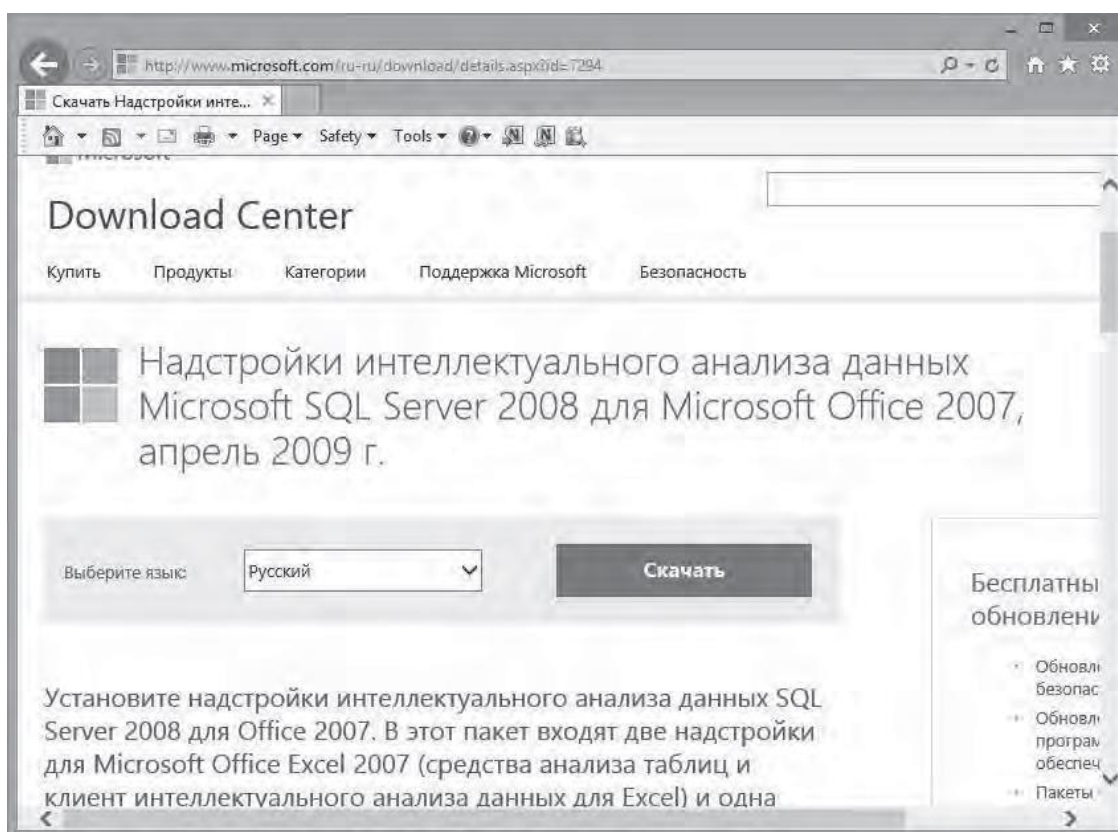 http://www.microsoft.com/ru-ru/download/details.aspx?id=7294
Скачать Надстройки инте...
Page Safety Tools
Microsoft
Download Center
Купить Продукты Категории Поддержка Microsoft Безопасность
Надстройки интеллектуального анализа данных
Microsoft SQL Server 2008 для Microsoft Office 2007,
апрель 2009 г.
Выберите язык: Русский Скачать
Бесплатны
обновлени
Обновл
безопас
Обновл
програм
обеспеч
Пакеты
Установите надстройки интеллектуального анализа данных SQL
Server 2008 для Office 2007. В этот пакет входят две надстройки
для Microsoft Office Excel 2007 (средства анализа таблиц и
клиент интеллектуального анализа данных для Excel) и одна